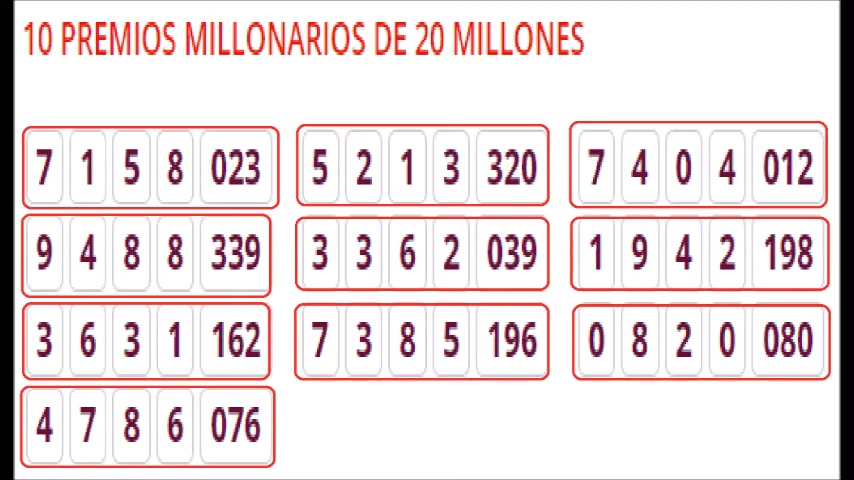 10 PREMIOS MILLONARIOS DE 20 MILLONES
7 1 5 8 023 5 2 1 3 320 7 4 0 4 012
9 4 8 8 339 3 3 6 2 039 1 9 4 2 198
3 6 3 1 162 7 3 8 5 196 0 8 2 0 080
4 7 8 6 076